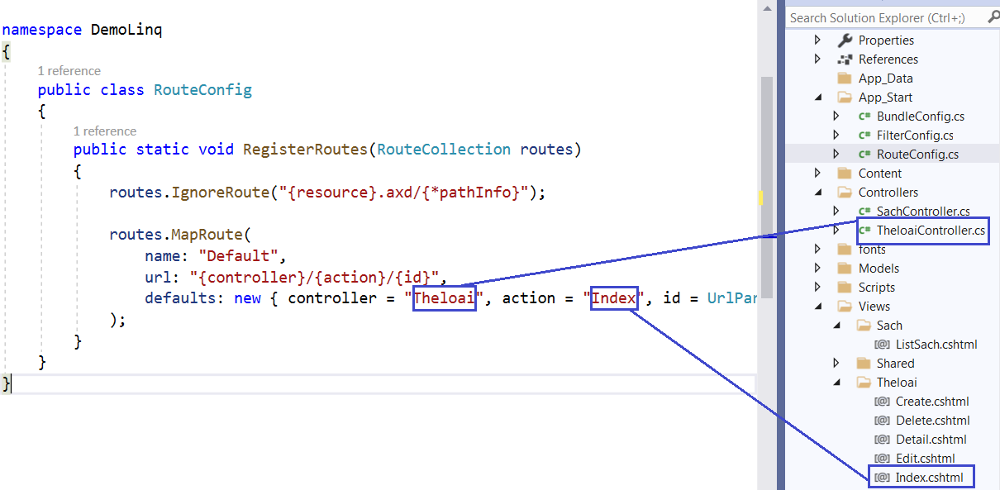 namespace DemoLinq
{
1 reference
public class RouteConfig
{
1 reference
public static void RegisterRoutes(RouteCollection routes)
{
routes.IgnoreRoute("{resource}.axd/{*pathInfo}");
routes.MapRoute(
name: "Default",
url: "{controller}/{action}/{id}",
defaults: new { controller = "Theloai", action = "Index", id = UrlPar
);
}
}
}
Search Solution Explorer (Ctrl+;)
Properties
References
App_Data
App_Start
C# BundleConfig.cs
C# FilterConfig.cs
C# RouteConfig.cs
Content
Controllers
C# SachController.cs
C# TheloaiController.cs
fonts
Models
Scripts
Views
Sach
[@] ListSach.cshtml
Shared
Theloai
[@] Create.cshtml
[@] Delete.cshtml
[@] Detail.cshtml
[@] Edit.cshtml
[@] Index.cshtml